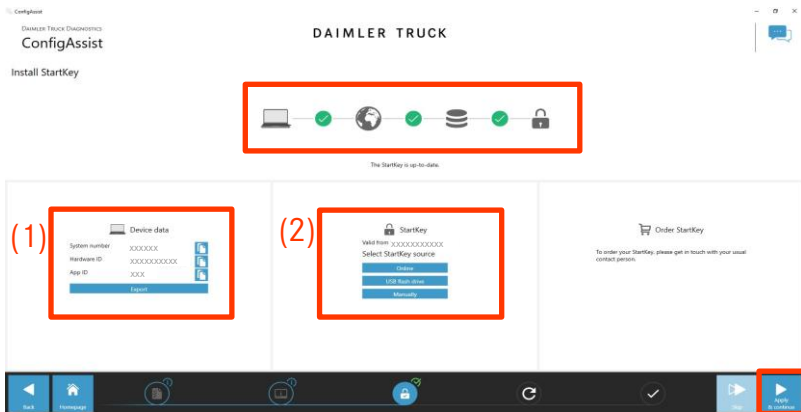 ConfigAssist
DAIMLER TRUCK DIAGNOSTICS
ConfigAssist
DAIMLER TRUCK
Install StartKey
The StartKey is up-to-date.
(1)
Device data
System number XXXXXX
Hardware ID XXXXXXXXXX
App ID XXX
Export
(2)
StartKey
Valid from XXXXXXXXXXX
Select StartKey source
Online
USB flash drive
Manually
Order StartKey
To order your StartKey, please get in touch with your usual
contact person.
Back
Homepage
Skip
Apply
& continue